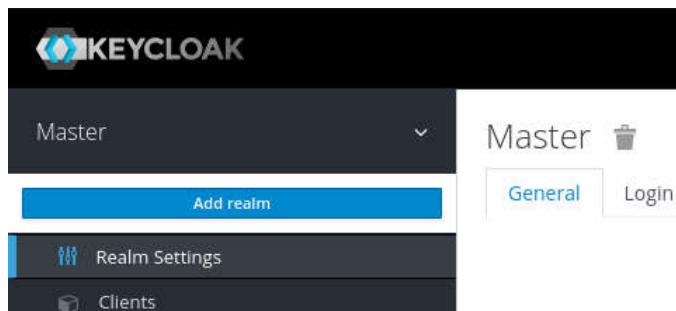 KEYCLOAK
Master
Add realm
Realm Settings
Clients
Master
General Login